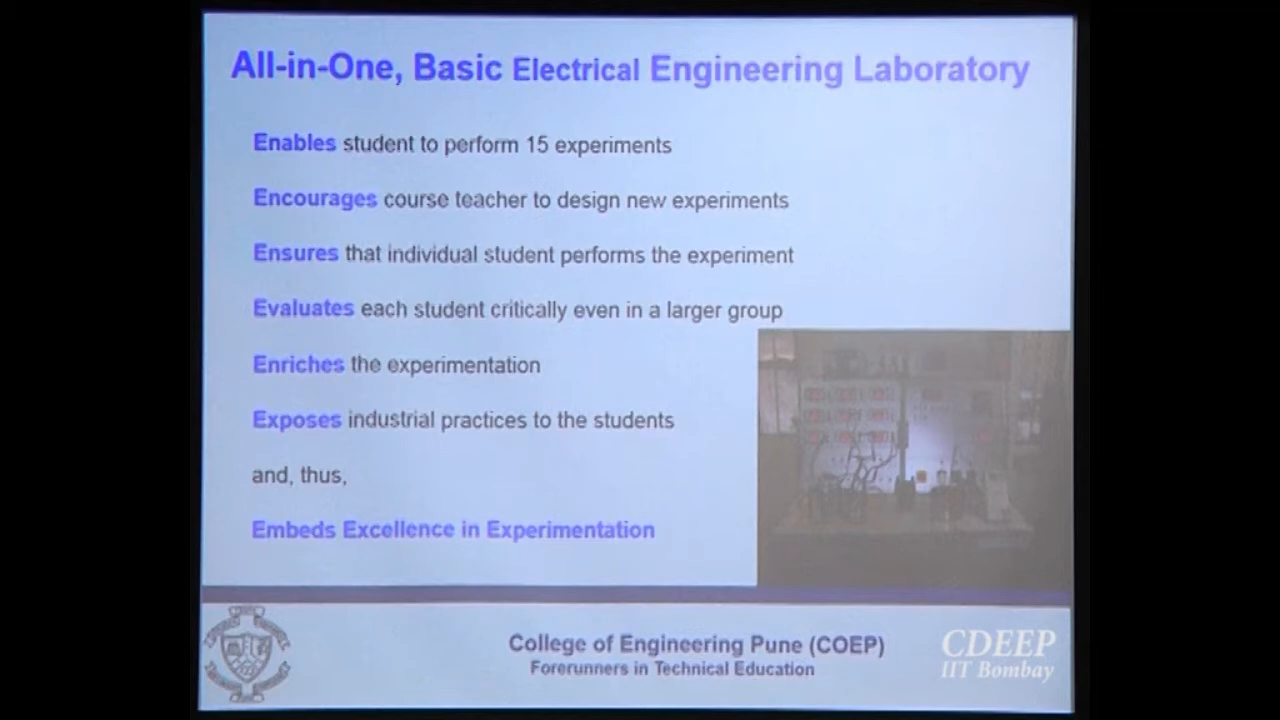 All-in-One, Basic Electrical Engineering Laboratory
Enables student to perform 15 experiments
Encourages course teacher to design new experiments
Ensures that individual student performs the experiment
Evaluates each student critically even in a larger group
Enriches the experimentation
Exposes industrial practices to the students
and, thus,
Embeds Excellence in Experimentation
College of Engineering Pune (COEP)
Forerunners in Technical Education
CDEEP
IIT Bombay